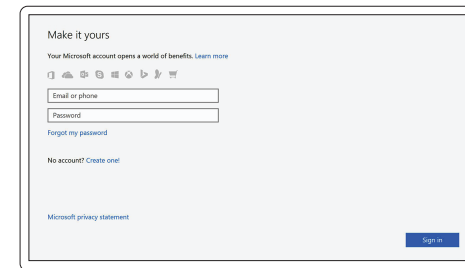 Make it yours
Your Microsoft account opens a world of benefits. Learn more
Email or phone
Password
Forgot my password
No account? Create one!
Microsoft privacy statement
Sign in